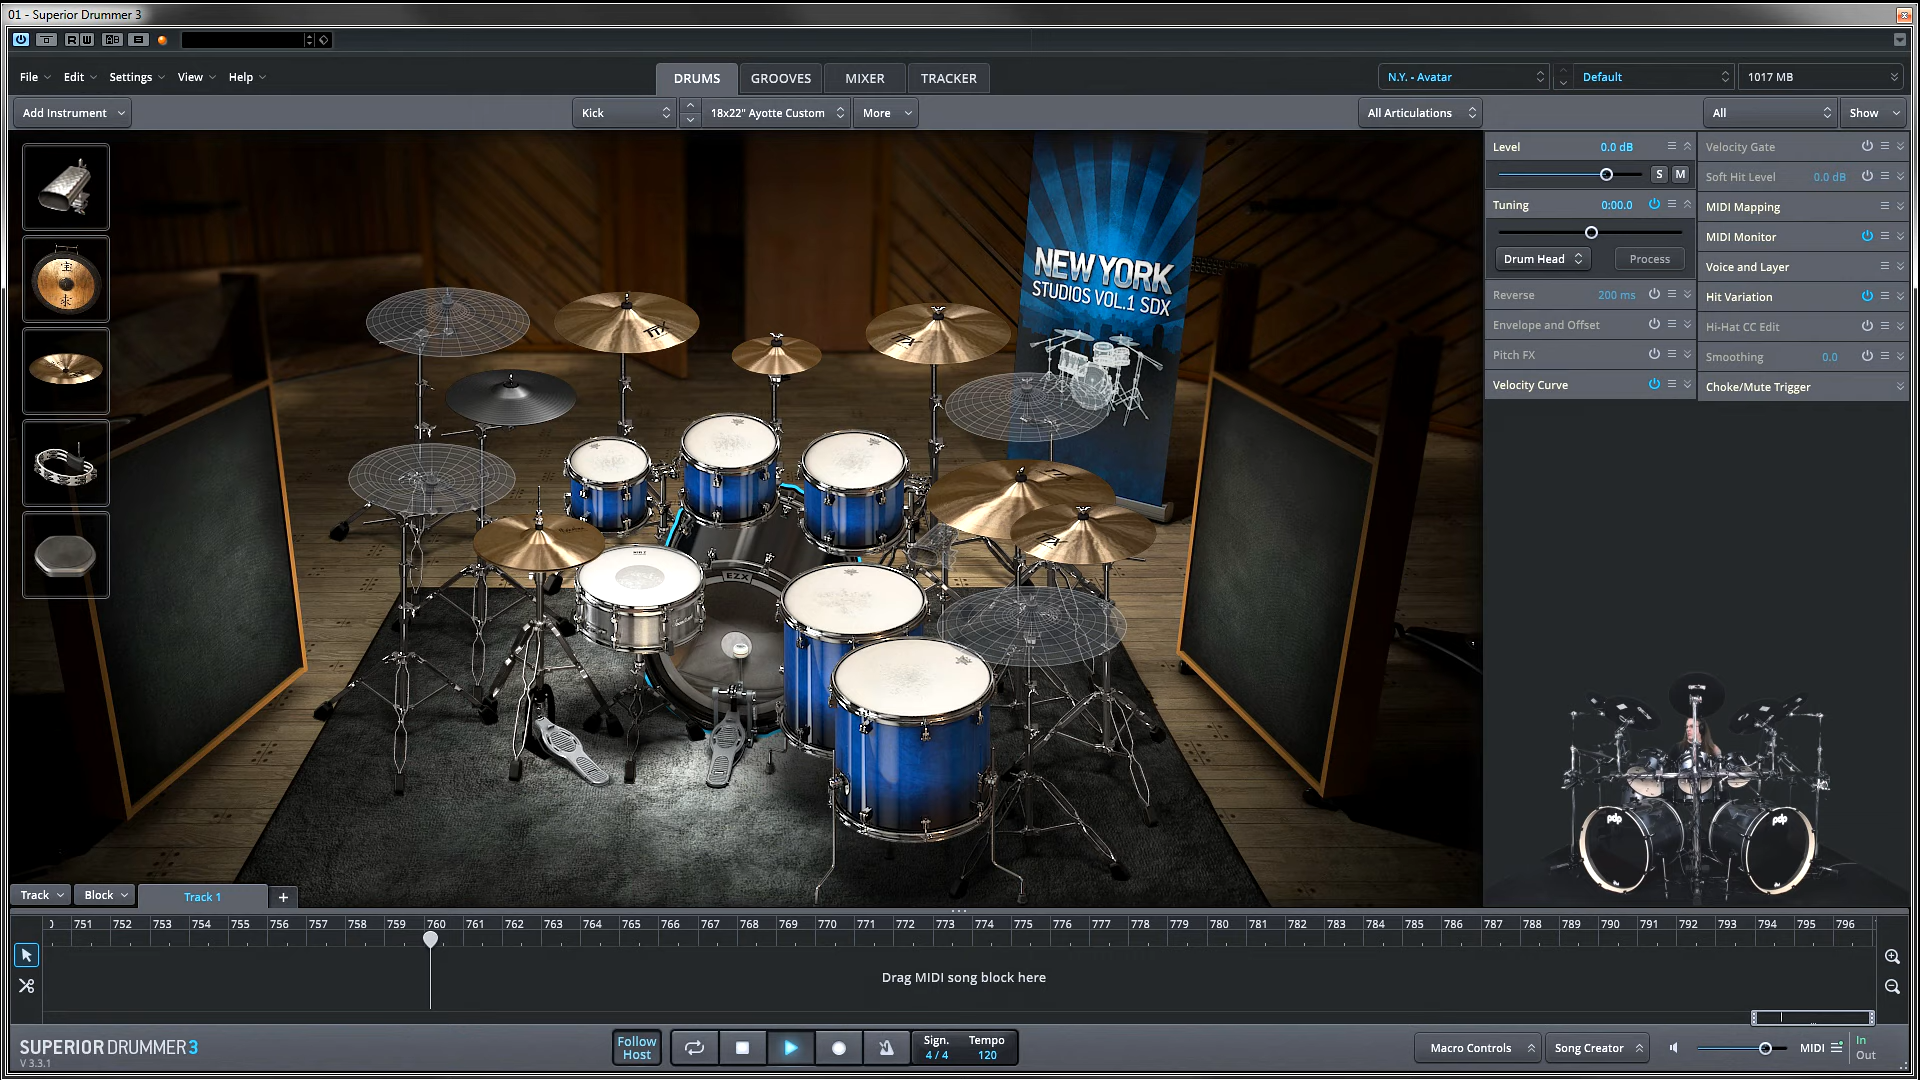 01 - Superior Drummer 3
R W AB
File Edit Settings View Help
DRUMS GROOVES MIXER TRACKER
N.Y. - Avatar Default 1017 MB
Add Instrument
Kick 18x22" Ayotte Custom More
All Articulations
All Show
Level 0.0 dB
S M
Tuning 0:00.0
Drum Head Process
Reverse 200 ms
Envelope and Offset
Pitch FX
Velocity Curve
Velocity Gate
Soft Hit Level 0.0 dB
MIDI Mapping
MIDI Monitor
Voice and Layer
Hit Variation
Hi-Hat CC Edit
Smoothing 0.0
Choke/Mute Trigger
NEW YORK
STUDIOS VOL.1 SDX
EZX
pdp pdp
Track Block Track 1 +
751 752 753 754 755 756 757 758 759 760 761 762 763 764 765 766 767 768 769 770 771 772 773 774 775 776 777 778 779 780 781 782 783 784 785 786 787 788 789 790 791 792 793 794 795 796
Drag MIDI song block here
SUPERIOR DRUMMER 3
V 3.3.1
Follow
Host
Sign. Tempo
4 / 4 120
Macro Controls Song Creator
MIDI In
Out